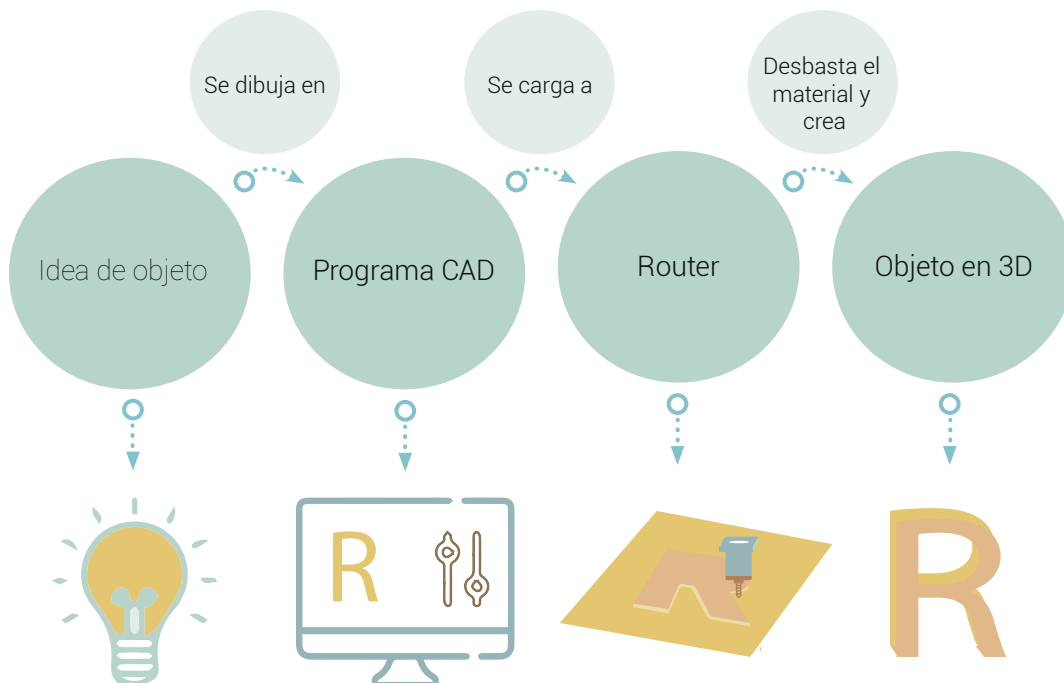 Se dibuja en
Se carga a
Desbasta el
material y
crea
Idea de objeto
Programa CAD
Router
Objeto en 3D
R
R